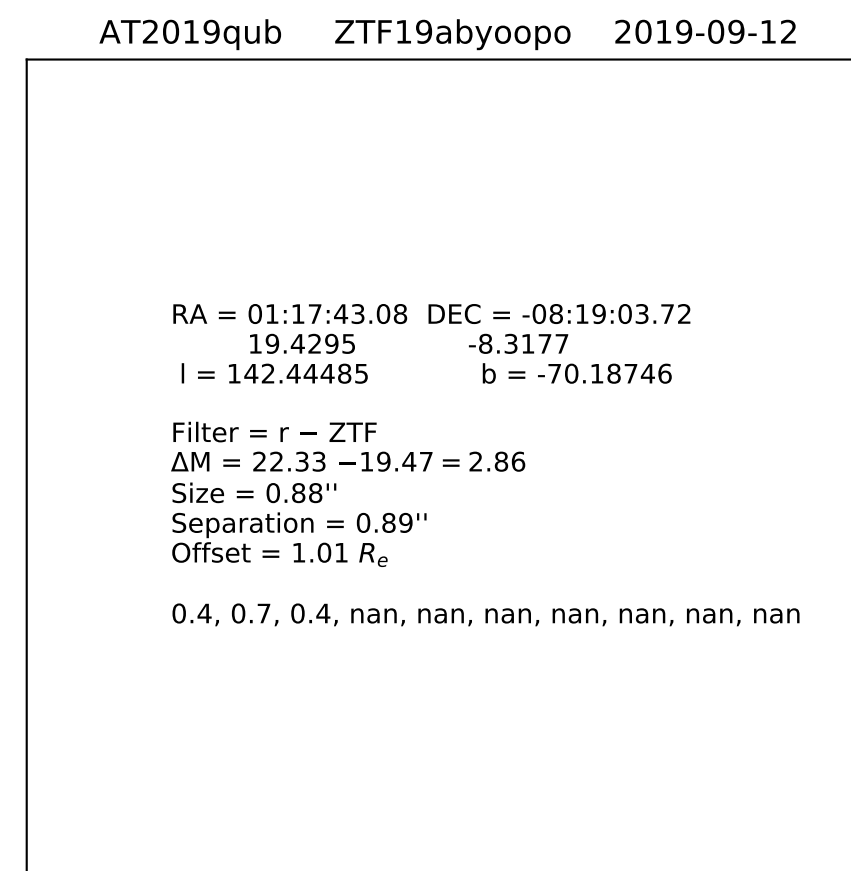 AT2019qub ZTF19abyoopo 2019-09-12
RA = 01:17:43.08 DEC = -08:19:03.72
19.4295 -8.3177
l = 142.44485 b = -70.18746
Filter = r − ZTF
ΔM = 22.33 −19.47 = 2.86
Size = 0.88''
Separation = 0.89''
Offset = 1.01 Re
0.4, 0.7, 0.4, nan, nan, nan, nan, nan, nan, nan